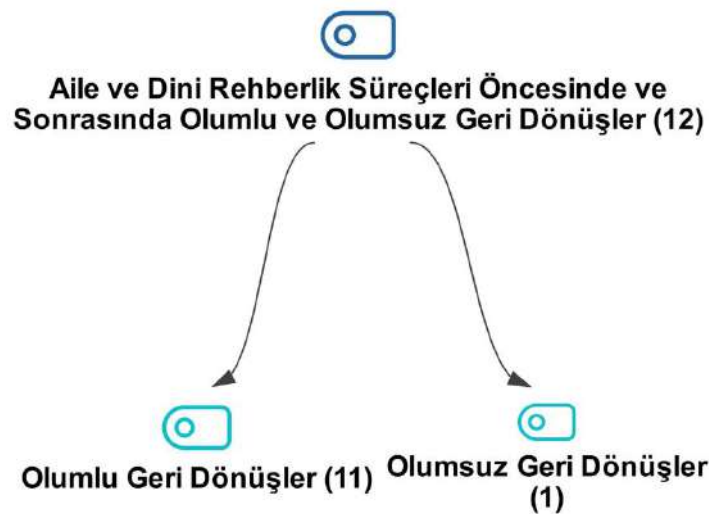 Aile ve Dini Rehberlik Süreçleri Öncesinde ve
Sonrasında Olumlu ve Olumsuz Geri Dönüşler (12)
Olumlu Geri Dönüşler (11)
Olumsuz Geri Dönüşler
(1)